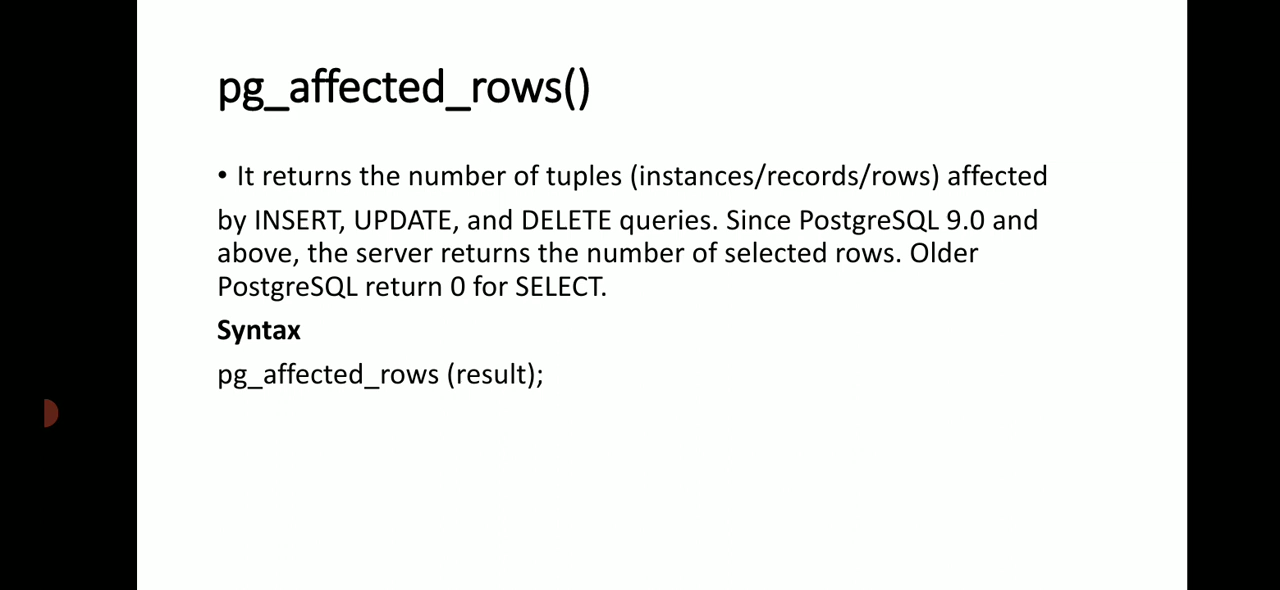 pg_affected_rows()
• It returns the number of tuples (instances/records/rows) affected
by INSERT, UPDATE, and DELETE queries. Since PostgreSQL 9.0 and
above, the server returns the number of selected rows. Older
PostgreSQL return 0 for SELECT.
Syntax
pg_affected_rows (result);